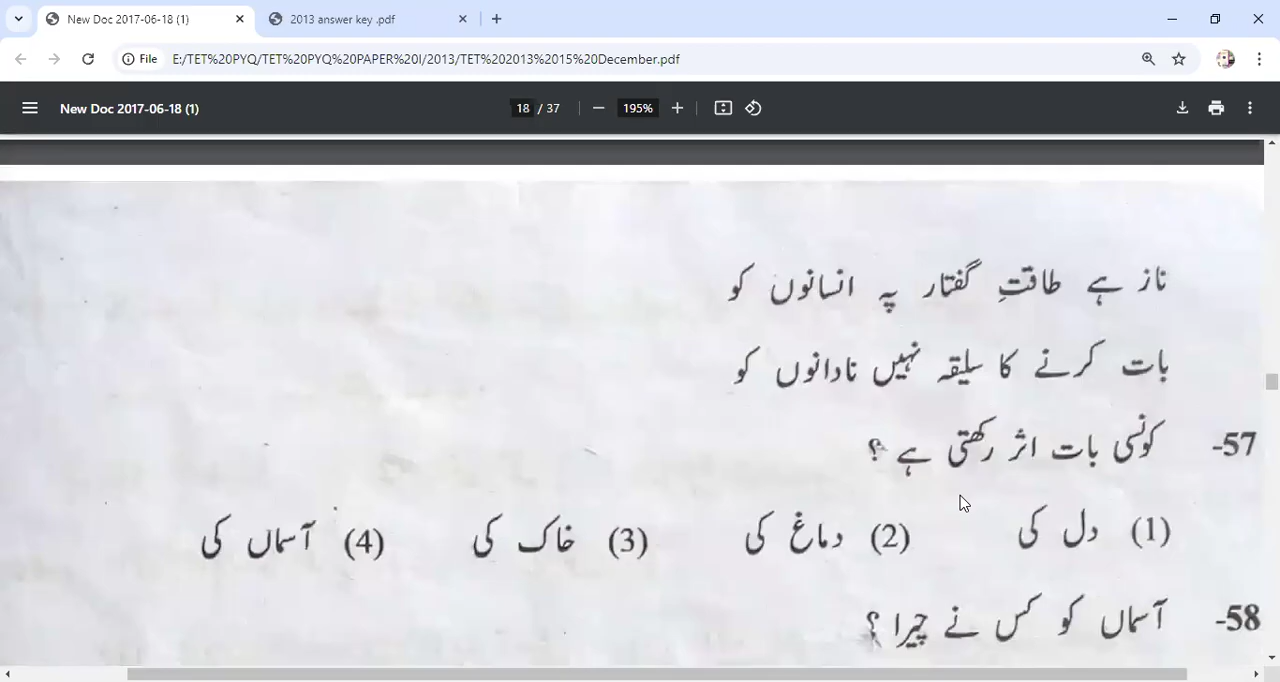 New Doc 2017-06-18 (1)
2013 answer key .pdf
File
E:/TET%20PYQ/TET%20PYQ%20PAPER%20I/2013/TET%202013%2015%20December.pdf
New Doc 2017-06-18 (1)
18 / 37
195%
ناز ہے طاقتِ گفتار پہ انسانوں کو
بات کرنے کا سلیقہ نہیں نادانوں کو
57- کونسی بات اثر رکھتی ہے ؟
(1) دل کی (2) دماغ کی (3) خاک کی (4) آسماں کی
58- آسماں کو کس نے چیرا ؟